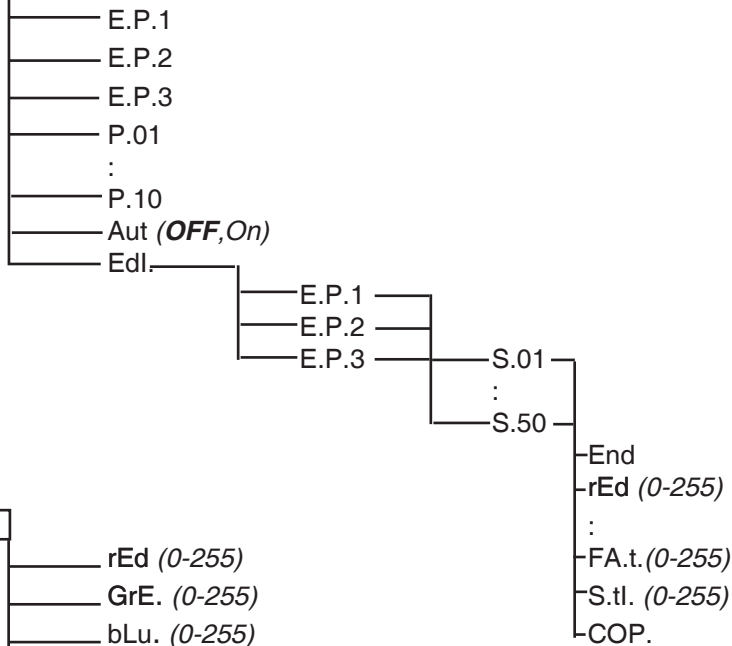 E.P.1
E.P.2
E.P.3
P.01
:
P.10
Aut (OFF,On)
EdI.
E.P.1
E.P.2
E.P.3
S.01
:
S.50
End
rEd (0-255)
:
FA.t.(0-255)
S.tI. (0-255)
COP.
rEd (0-255)
GrE. (0-255)
bLu. (0-255)